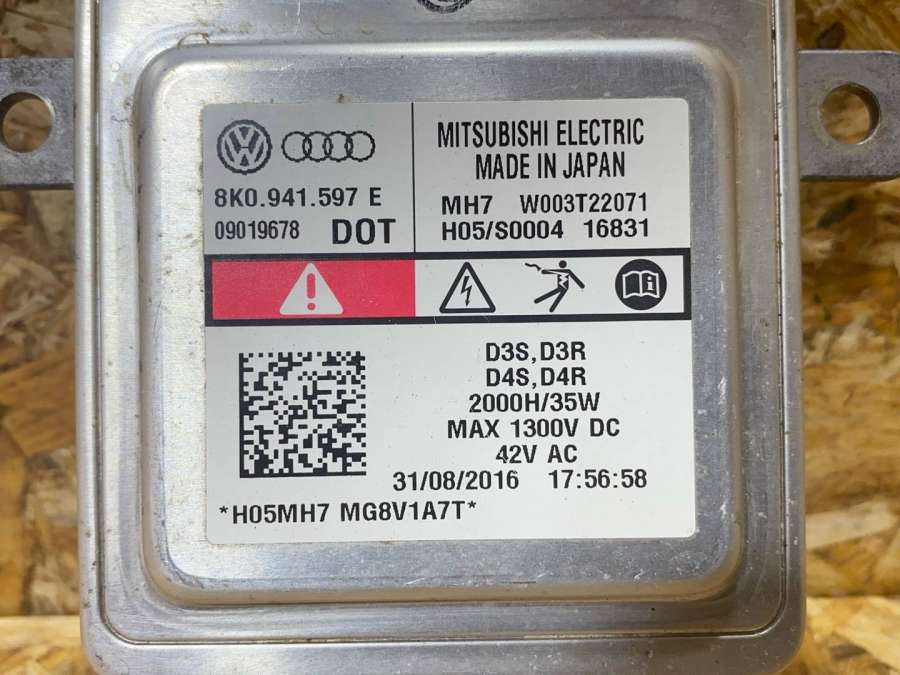 8K0.941.597 E
09019678 DOT
MITSUBISHI ELECTRIC
MADE IN JAPAN
MH7 W003T22071
H05/S0004 16831
D3S,D3R
D4S,D4R
2000H/35W
MAX 1300V DC
42V AC
31/08/2016 17:56:58
*H05MH7 MG8V1A7T*